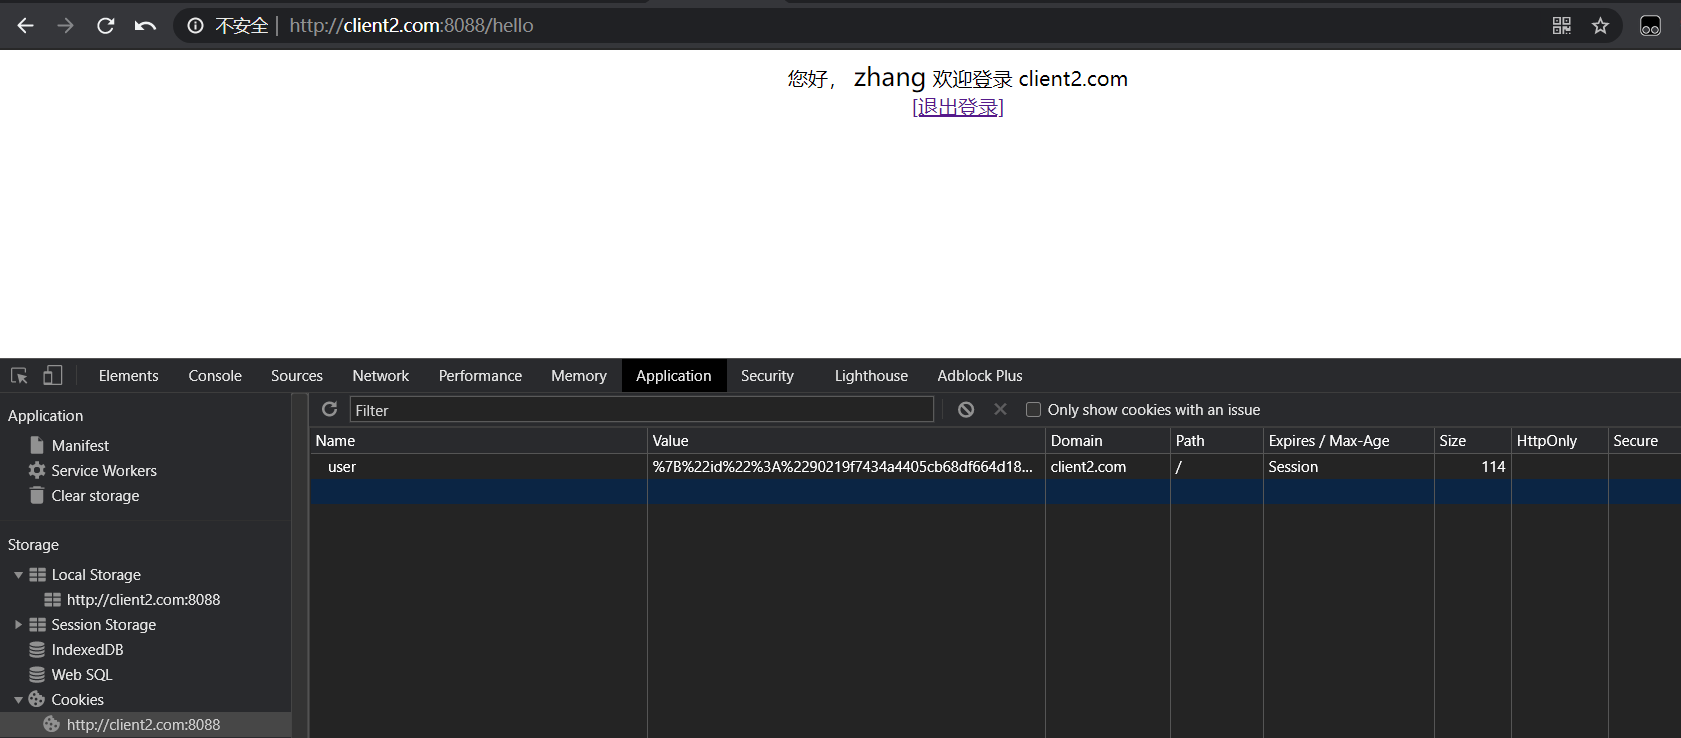 不安全 | http://client2.com:8088/hello
您好， zhang 欢迎登录 client2.com
[退出登录]
Elements Console Sources Network Performance Memory Application Security Lighthouse Adblock Plus
Application
Manifest
Service Workers
Clear storage
Storage
Local Storage
http://client2.com:8088
Session Storage
IndexedDB
Web SQL
Cookies
http://client2.com:8088
Filter
Only show cookies with an issue
Name Value Domain Path Expires / Max-Age Size HttpOnly Secure
user %7B%22id%22%3A%2290219f7434a4405cb68df664d18... client2.com / Session 114